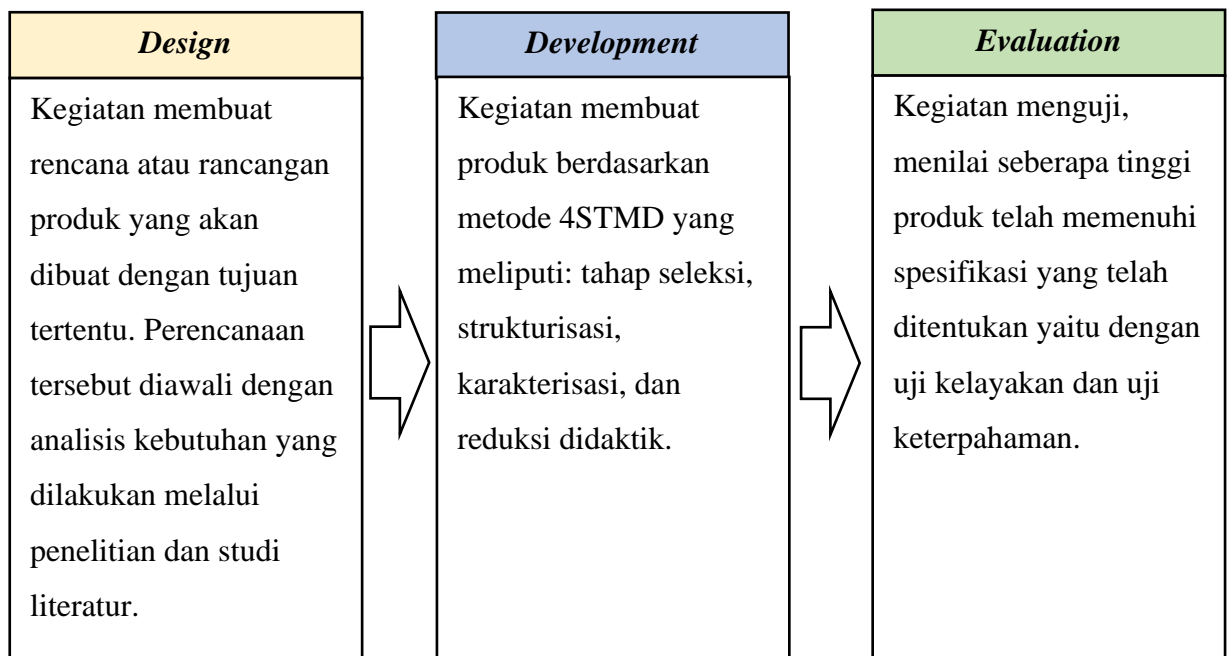 Design
Kegiatan membuat
rencana atau rancangan
produk yang akan
dibuat dengan tujuan
tertentu. Perencanaan
tersebut diawali dengan
analisis kebutuhan yang
dilakukan melalui
penelitian dan studi
literatur.
Development
Kegiatan membuat
produk berdasarkan
metode 4STMD yang
meliputi: tahap seleksi,
strukturisasi,
karakterisasi, dan
reduksi didaktik.
Evaluation
Kegiatan menguji,
menilai seberapa tinggi
produk telah memenuhi
spesifikasi yang telah
ditentukan yaitu dengan
uji kelayakan dan uji
keterpahaman.